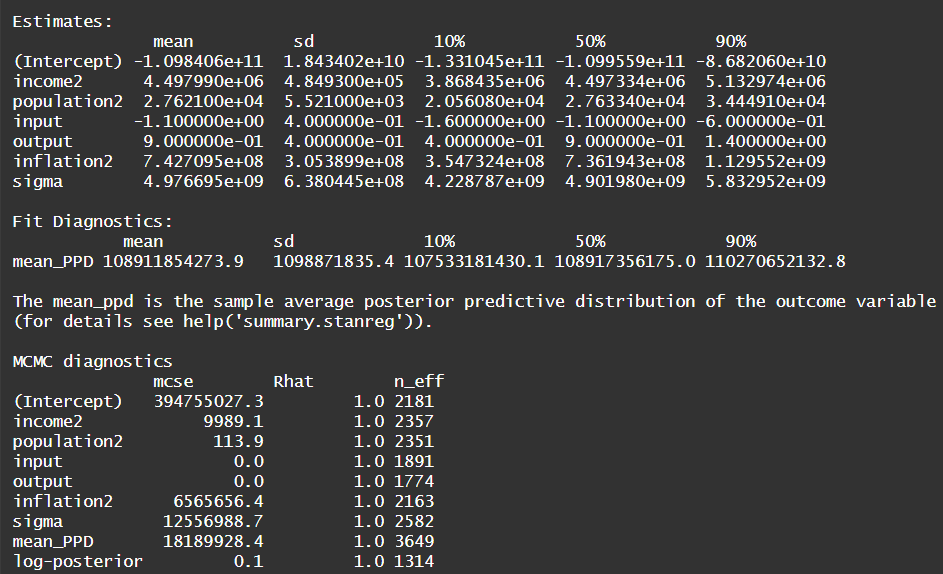 Estimates:
mean sd 10% 50% 90%
(Intercept) -1.098406e+11 1.843402e+10 -1.331045e+11 -1.099559e+11 -8.682060e+10
income2 4.497990e+06 4.849300e+05 3.868435e+06 4.497334e+06 5.132974e+06
population2 2.762100e+04 5.521000e+03 2.056080e+04 2.763340e+04 3.444910e+04
input -1.100000e+00 4.000000e-01 -1.600000e+00 -1.100000e+00 -6.000000e-01
output 9.000000e-01 4.000000e-01 4.000000e-01 9.000000e-01 1.400000e+00
inflation2 7.427095e+08 3.053899e+08 3.547324e+08 7.361943e+08 1.129552e+09
sigma 4.976695e+09 6.380445e+08 4.228787e+09 4.901980e+09 5.832952e+09
Fit Diagnostics:
mean sd 10% 50% 90%
mean_PPD 108911854273.9 1098871835.4 107533181430.1 108917356175.0 110270652132.8
The mean_ppd is the sample average posterior predictive distribution of the outcome variable
(for details see help('summary.stanreg')).
MCMC diagnostics
mcse Rhat n_eff
(Intercept) 394755027.3 1.0 2181
income2 9989.1 1.0 2357
population2 113.9 1.0 2351
input 0.0 1.0 1891
output 0.0 1.0 1774
inflation2 6565656.4 1.0 2163
sigma 12556988.7 1.0 2582
mean_PPD 18189928.4 1.0 3649
log-posterior 0.1 1.0 1314